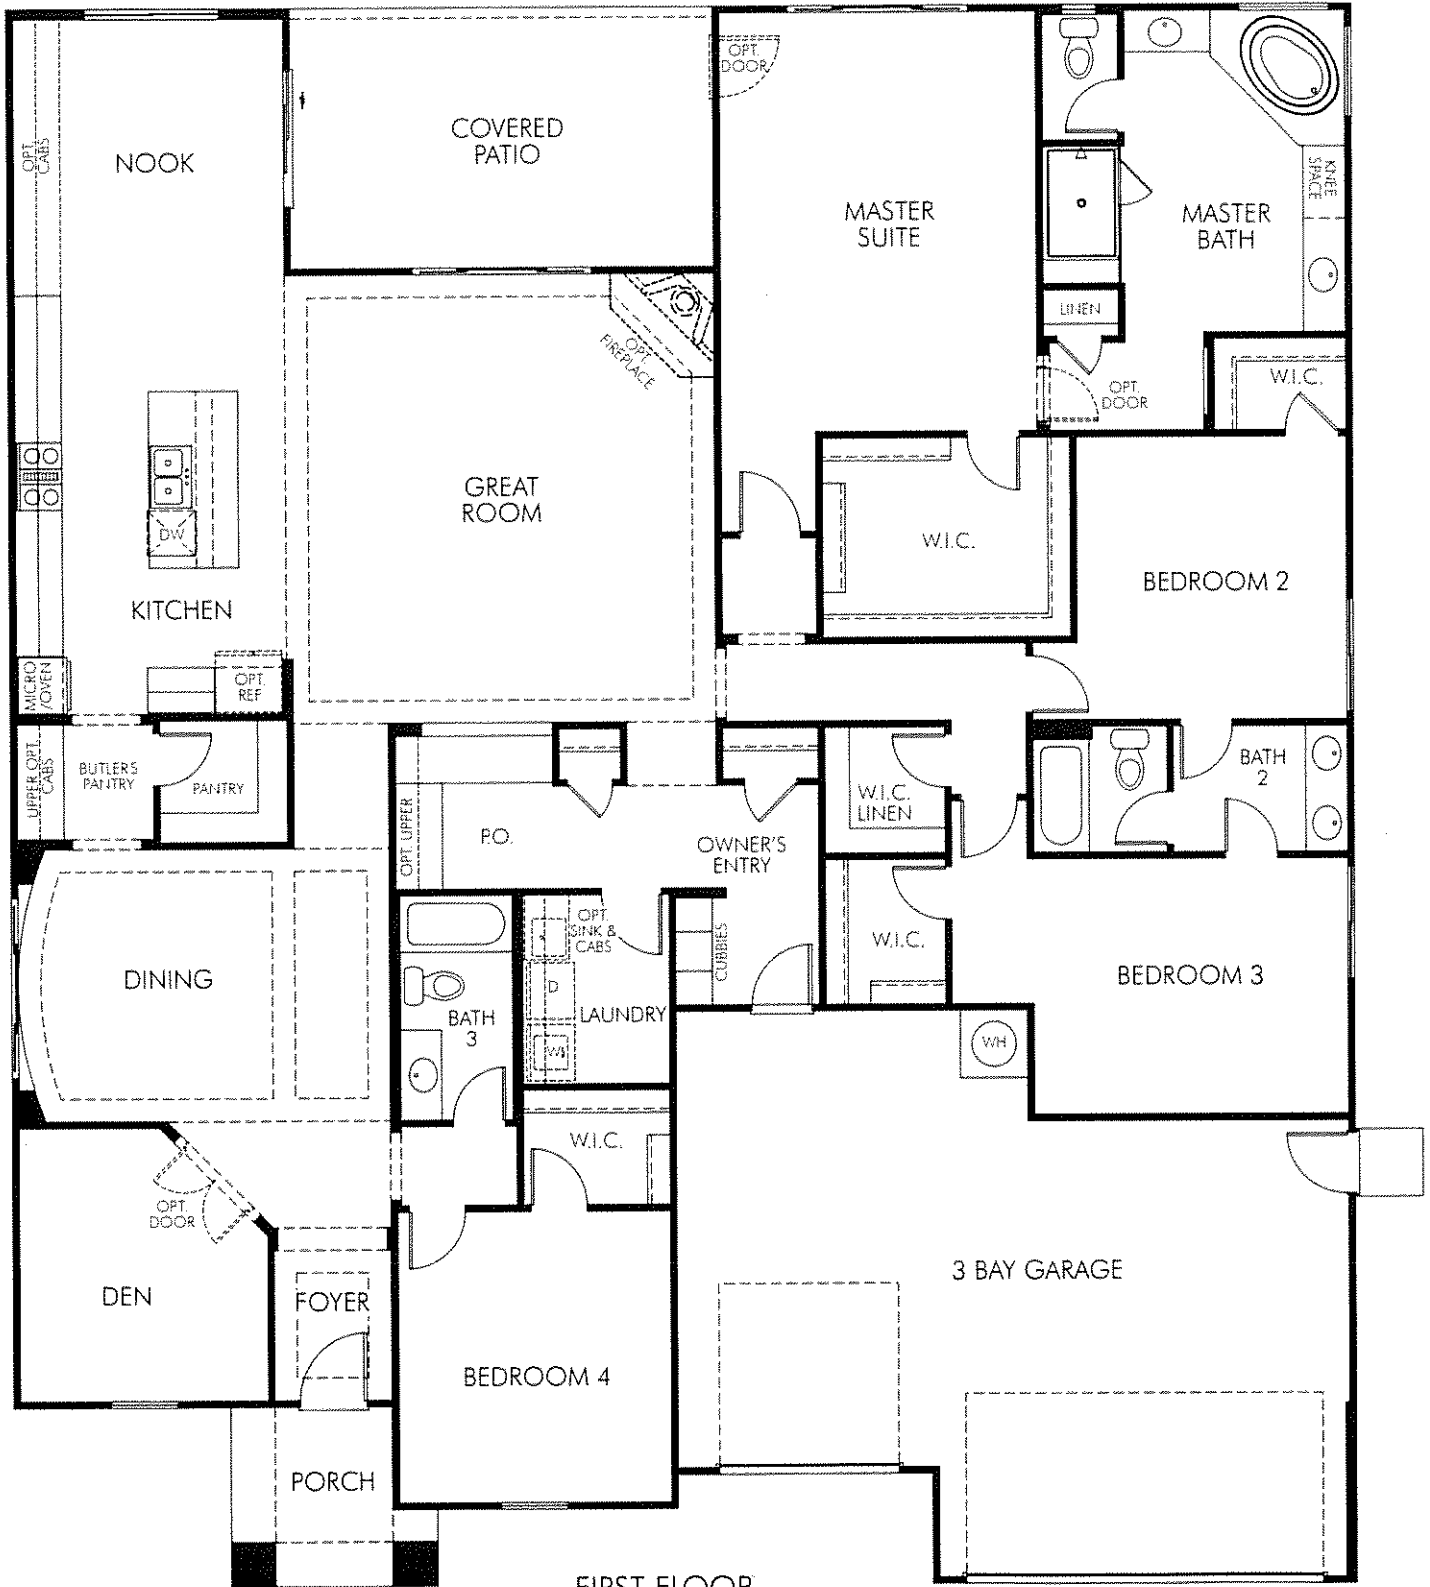 OPT.
CABS
NOOK
COVERED
PATIO
OPT.
DOOR
MASTER
SUITE
KNEE
SPACE
MASTER
BATH
LINEN
OPT.
FIREPLACE
W.I.C.
OPT.
DOOR
GREAT
ROOM
DW
W.I.C.
BEDROOM 2
KITCHEN
MICRO
/OVEN
OPT.
REF
UPPER OPT.
CABS
BUTLERS
PANTRY
PANTRY
OPT. UPPER
P.O.
OWNER'S
ENTRY
W.I.C.
LINEN
BATH
2
DINING
OPT.
SINK &
CABS
CUBBIES
W.I.C.
BEDROOM 3
D
LAUNDRY
BATH
3
W
WH
W.I.C.
OPT.
DOOR
DEN
FOYER
3 BAY GARAGE
BEDROOM 4
PORCH
FIRST FLOOR